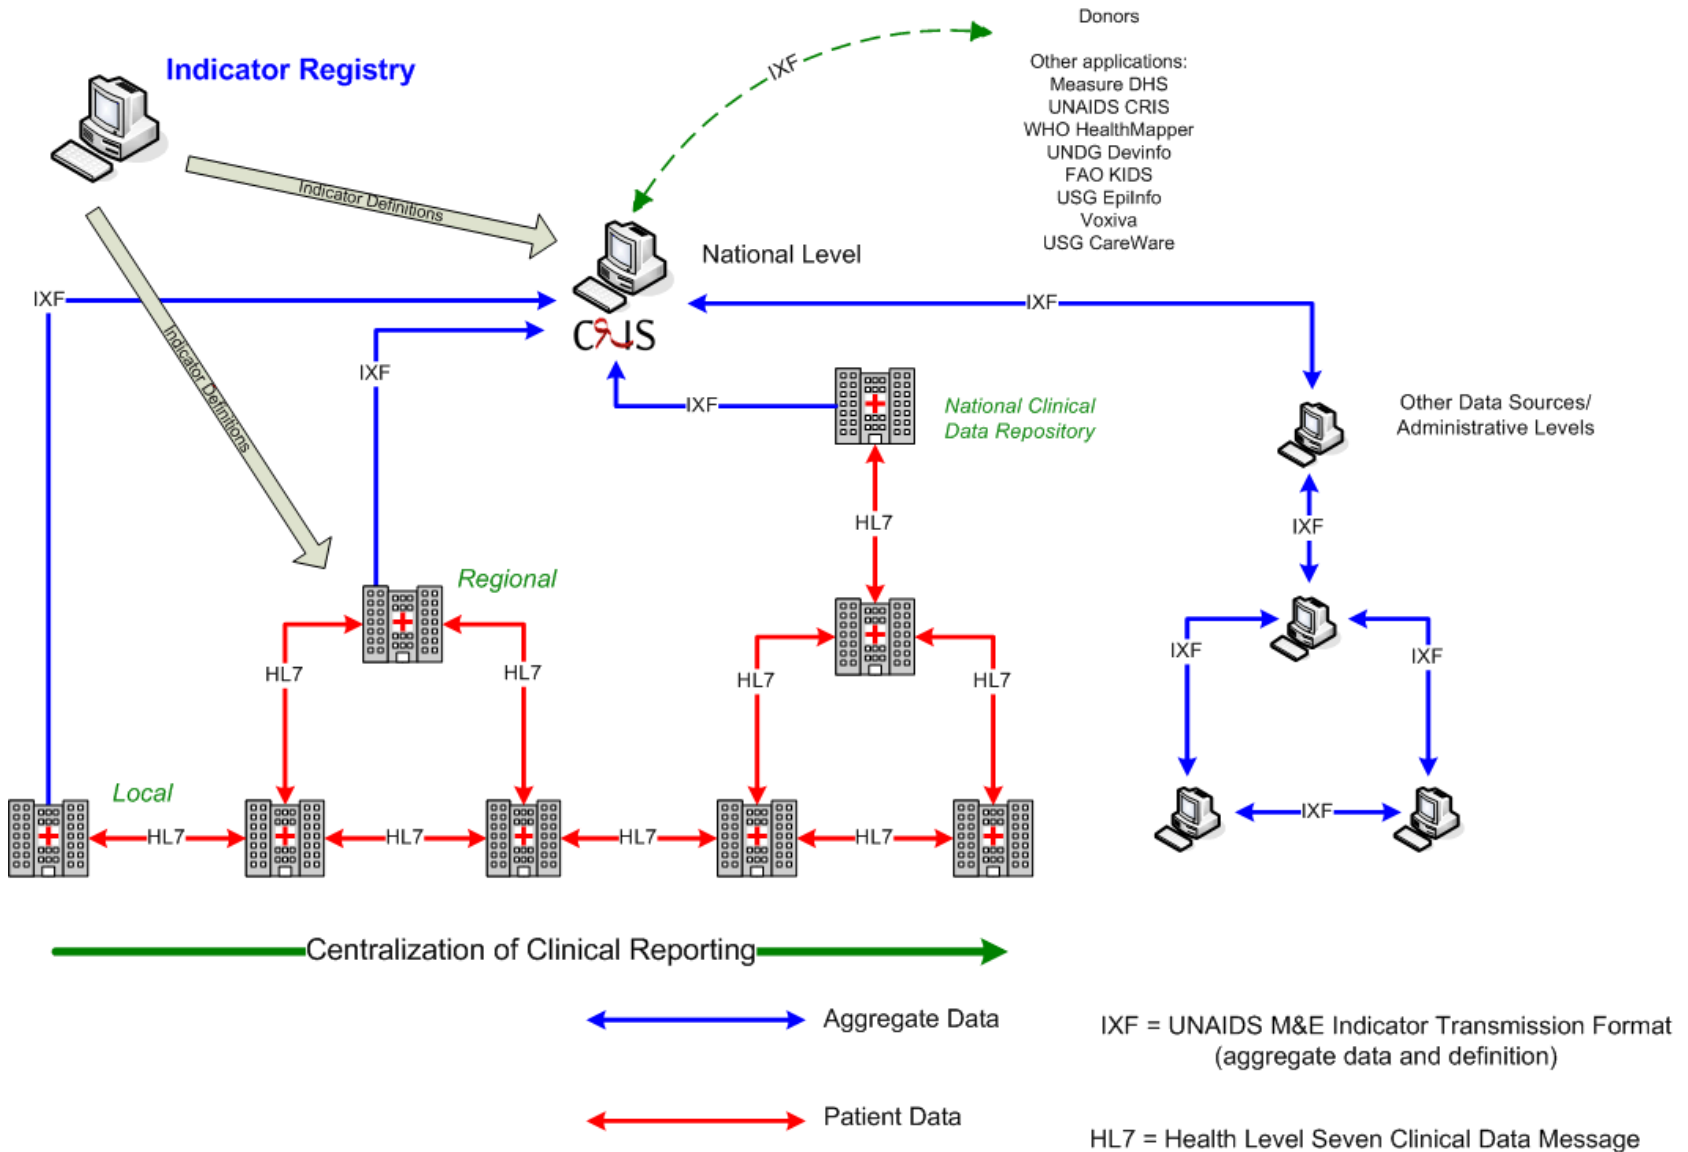 Donors
Indicator Registry
IXF
Other applications:
Measure DHS
UNAIDS CRIS
WHO HealthMapper
UNDG Devinfo
FAO KIDS
USG EpiInfo
Voxiva
USG CareWare
Indicator Definitions
National Level
IXF
IXF
CRIS
Indicator Definitions
IXF
IXF
National Clinical
Data Repository
Other Data Sources/
Administrative Levels
HL7
IXF
Regional
HL7
HL7
HL7
HL7
IXF
IXF
Local
HL7
HL7
HL7
HL7
IXF
Centralization of Clinical Reporting
Aggregate Data
IXF = UNAIDS M&E Indicator Transmission Format
(aggregate data and definition)
Patient Data
HL7 = Health Level Seven Clinical Data Message